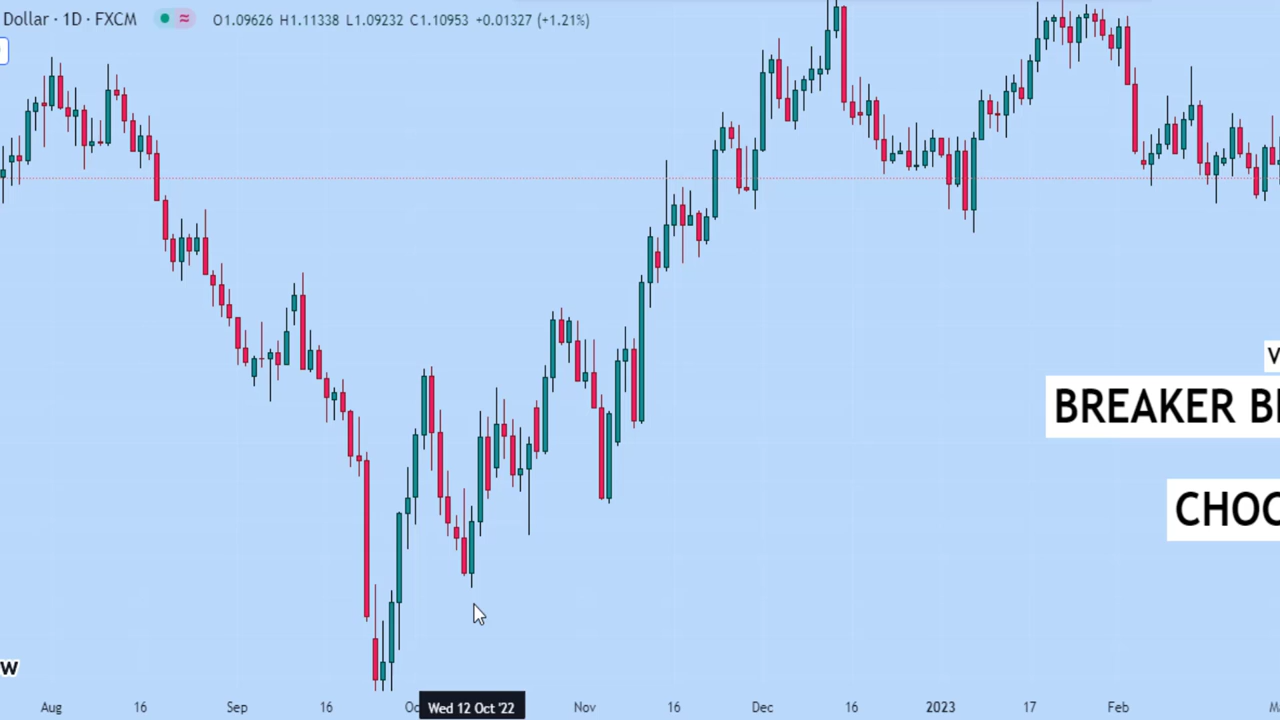 Dollar · 1D · FXCM O1.09626 H1.11338 L1.09232 C1.10953 +0.01327 (+1.21%)
V
BREAKER B
CHOC
W
Aug 16 Sep 16 Oc Wed 12 Oct '22 Nov 16 Dec 16 2023 17 Feb M